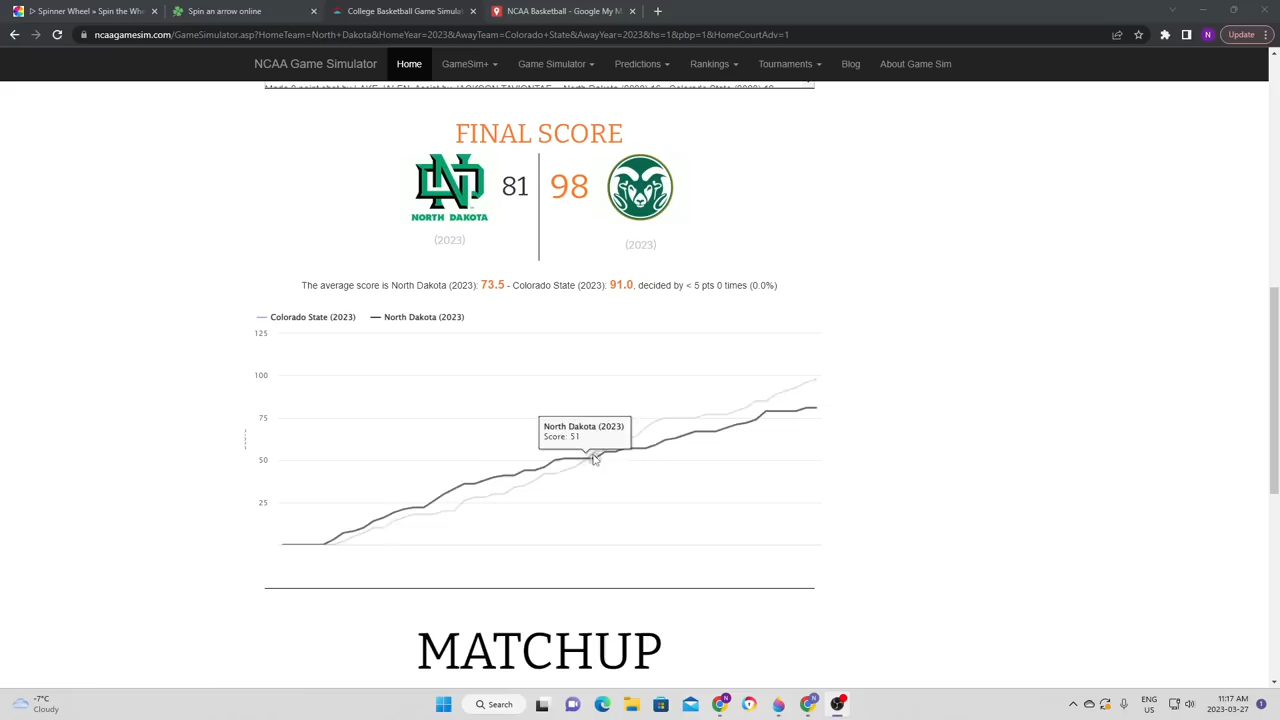 ▷ Spinner Wheel » Spin the Whe
Spin an arrow online
College Basketball Game Simulat
NCAA Basketball - Google My M
ncaagamesim.com/GameSimulator.asp?HomeTeam=North+Dakota&HomeYear=2023&AwayTeam=Colorado+State&AwayYear=2023&hs=1&pbp=1&HomeCourtAdv=1
N
Update
NCAA Game Simulator
Home
GameSim+
Game Simulator
Predictions
Rankings
Tournaments
Blog
About Game Sim
FINAL SCORE
81
98
NORTH DAKOTA
(2023)
(2023)
The average score is North Dakota (2023): 73.5 - Colorado State (2023): 91.0, decided by < 5 pts 0 times (0.0%)
Colorado State (2023)
North Dakota (2023)
125
100
75
North Dakota (2023)
Score: 51
50
25
MATCHUP
-7°C
Cloudy
Search
ENG
US
11:17 AM
2023-03-27